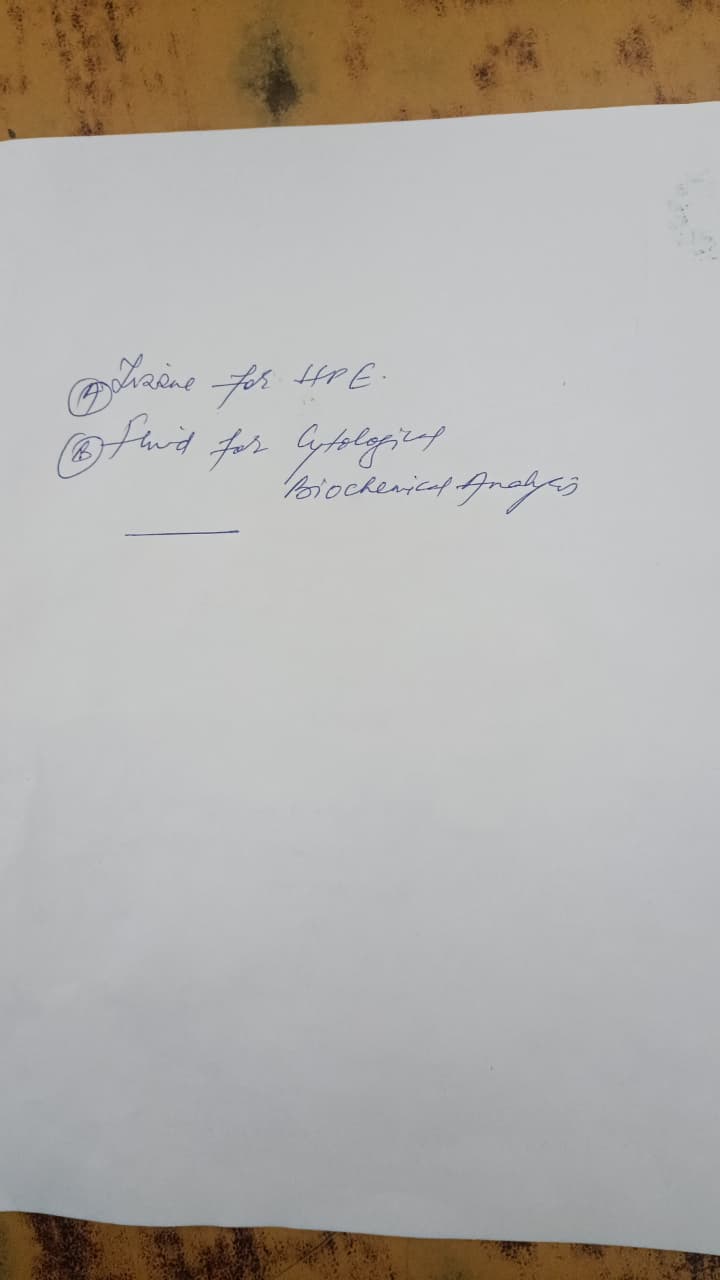 (A) Tissue for HPE.
(B) Fluid for Cytological
Biochemical Analysis